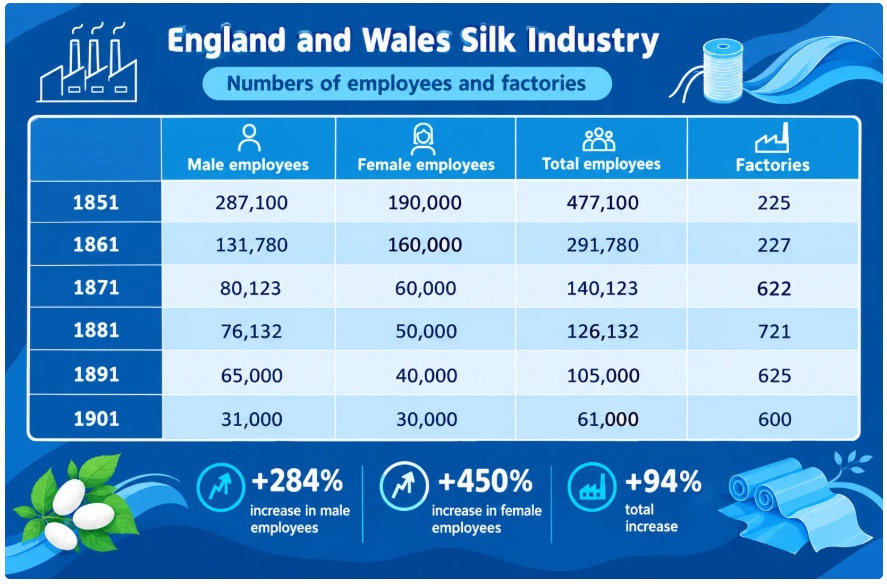 England and Wales Silk Industry
Numbers of employees and factories
Male employees Female employees Total employees Factories
1851 287,100 190,000 477,100 225
1861 131,780 160,000 291,780 227
1871 80,123 60,000 140,123 622
1881 76,132 50,000 126,132 721
1891 65,000 40,000 105,000 625
1901 31,000 30,000 61,000 600
+284% +450% +94%
increase in male increase in female total
employees employees increase